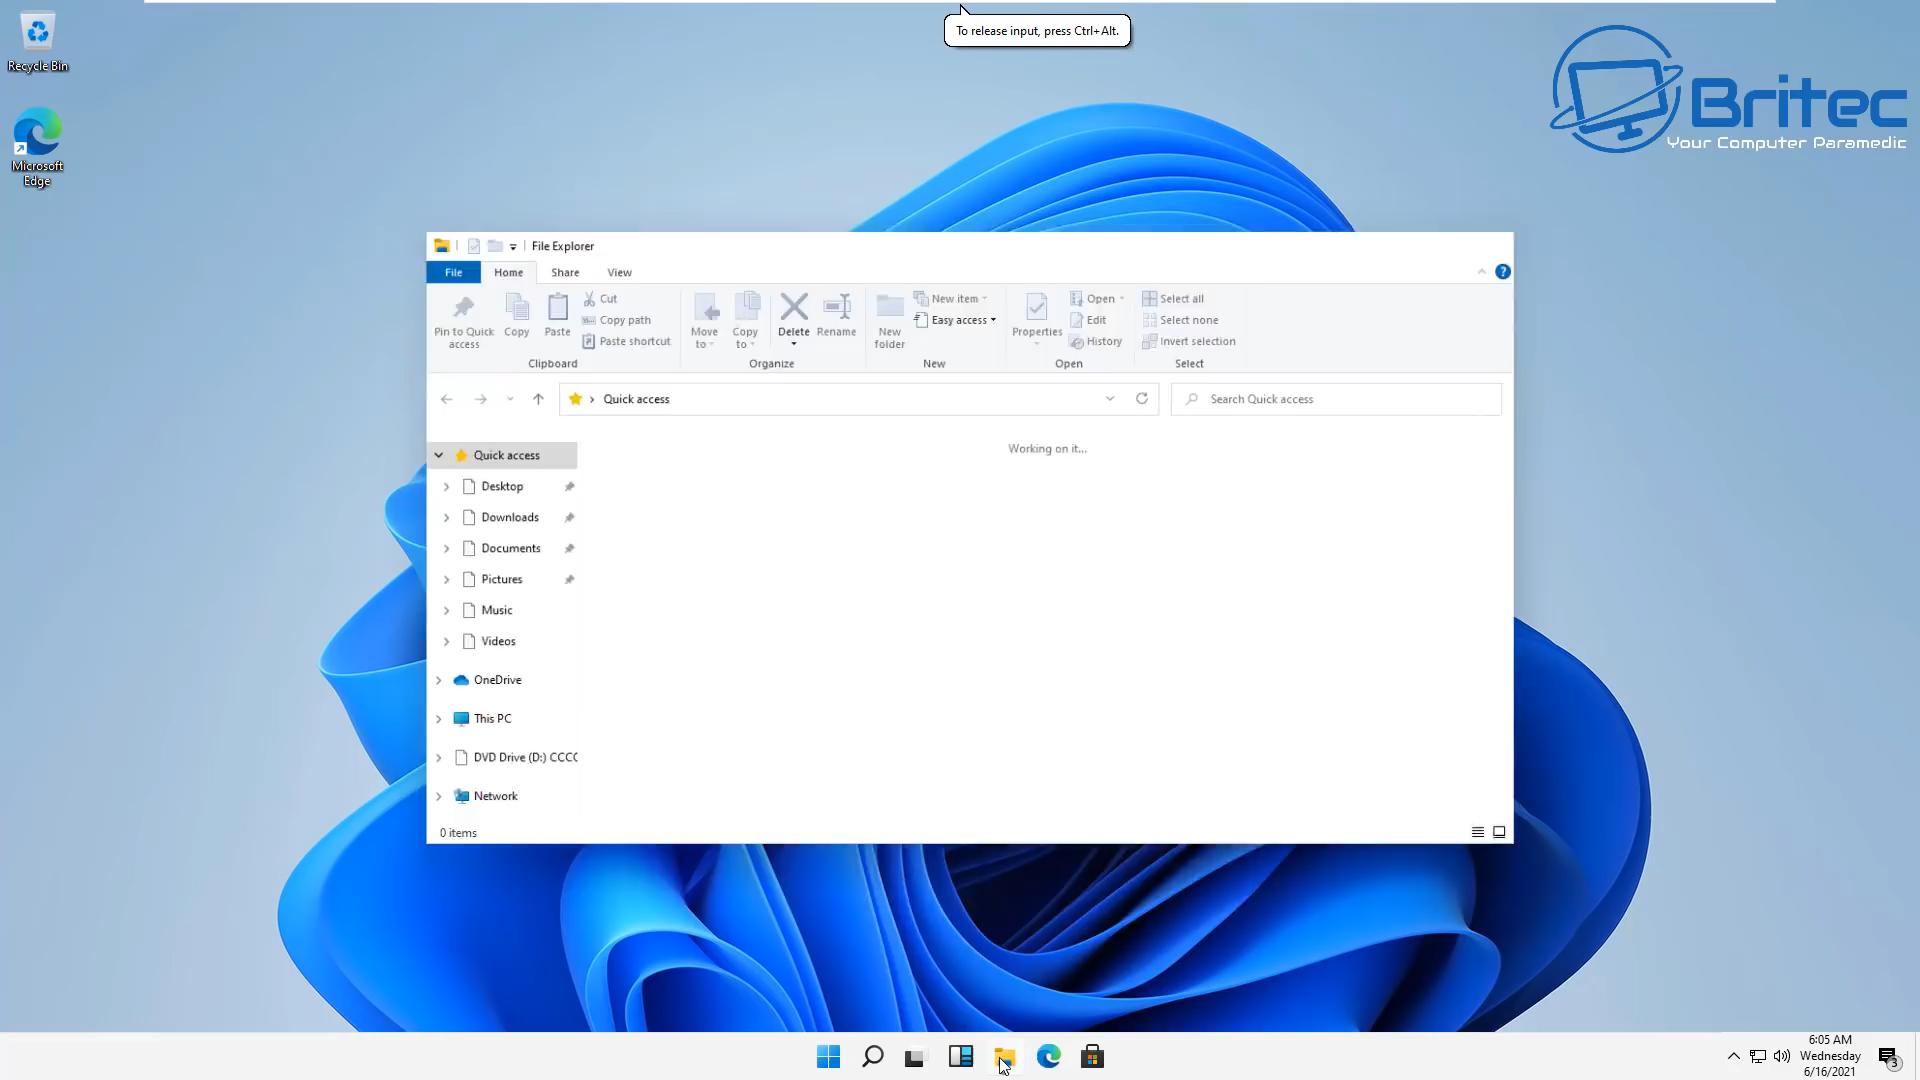 To release input, press Ctrl+Alt.
Recycle Bin
Britec
Your Computer Paramedic
Microsoft
Edge
File Explorer
File Home Share View
Pin to Quick access
Copy
Paste
Cut
Copy path
Paste shortcut
Clipboard
Move to
Copy to
Delete
Rename
Organize
New folder
New item
Easy access
New
Properties
Open
Edit
History
Open
Select all
Select none
Invert selection
Select
Quick access
Search Quick access
Working on it...
Quick access
Desktop
Downloads
Documents
Pictures
Music
Videos
OneDrive
This PC
DVD Drive (D:) CCC
Network
0 items
6:05 AM
Wednesday
6/16/2021
3